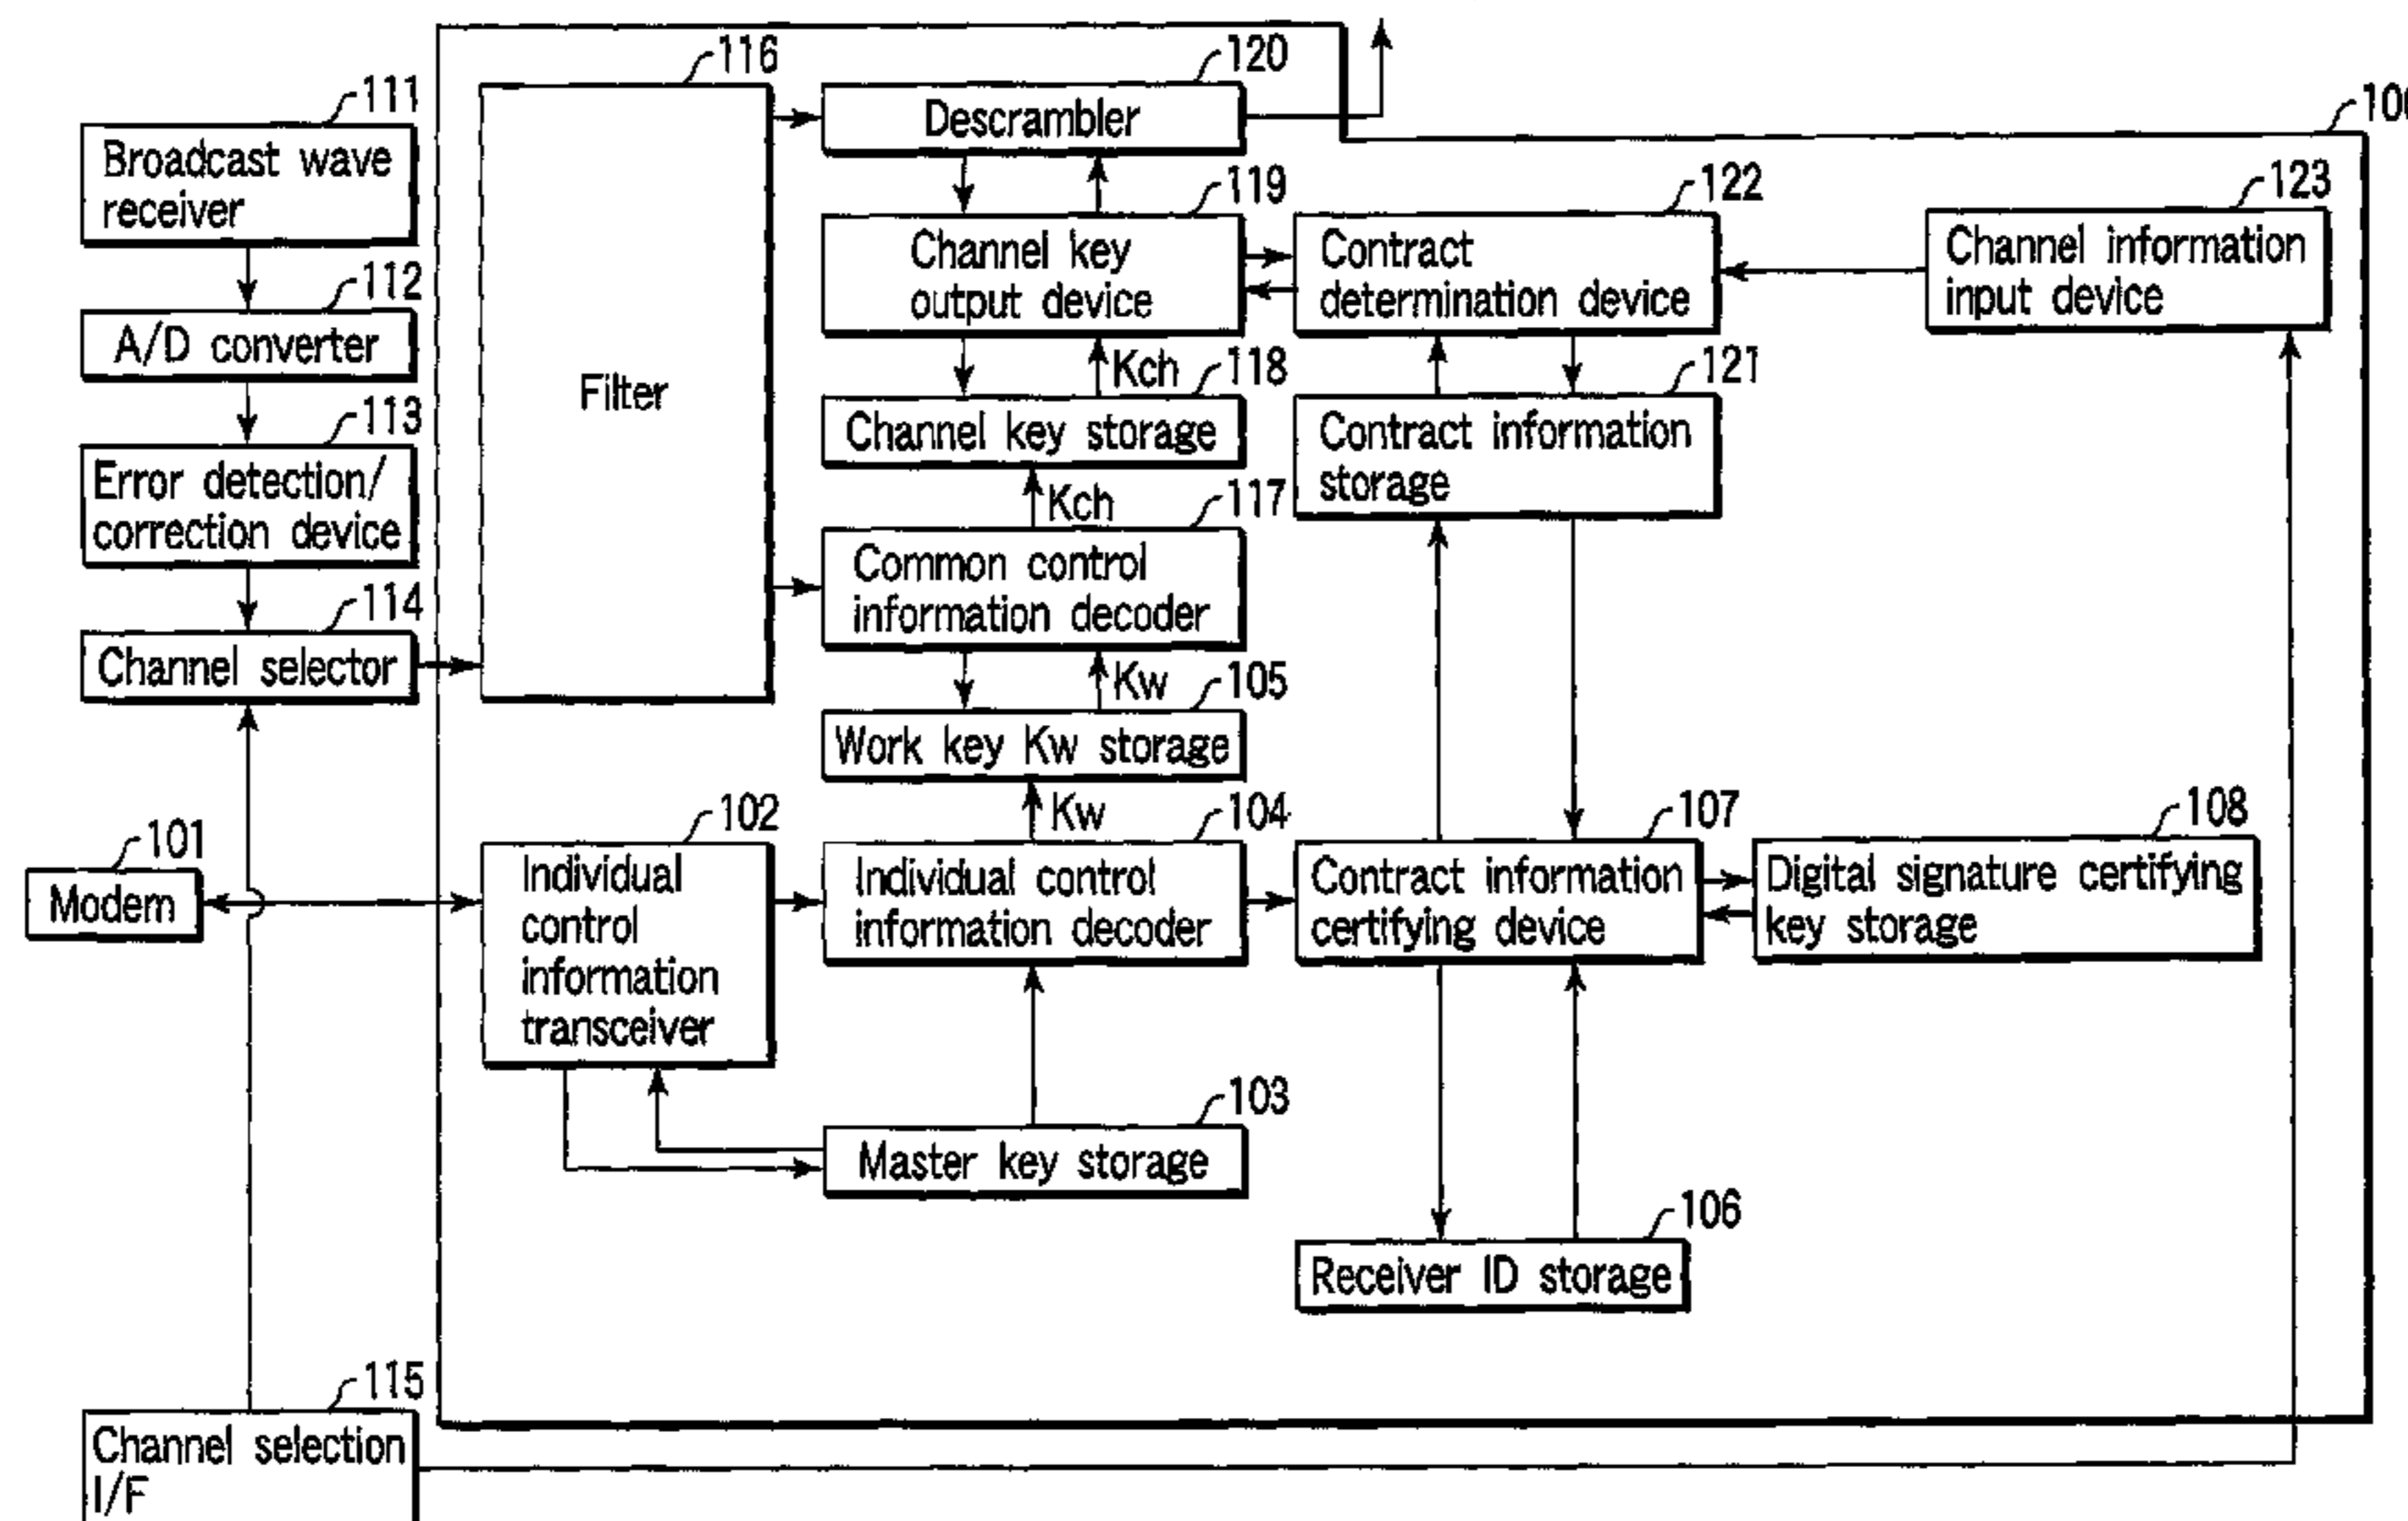 116
120
111
100
Descrambler
Broadcast wave
receiver
119
122
123
Channel key
output device
Contract
determination device
Channel information
input device
112
A/D converter
Filter
Kch
118
121
113
Channel key storage
Contract information
storage
Error detection/
correction device
Kch
117
Common control
information decoder
114
Channel selector
Kw
105
Work key Kw storage
Kw
101
102
104
107
108
Modem
Individual
control
information
transceiver
Individual control
information decoder
Contract information
certifying device
Digital signature certifying
key storage
103
Master key storage
106
Receiver ID storage
115
Channel selection
I/F